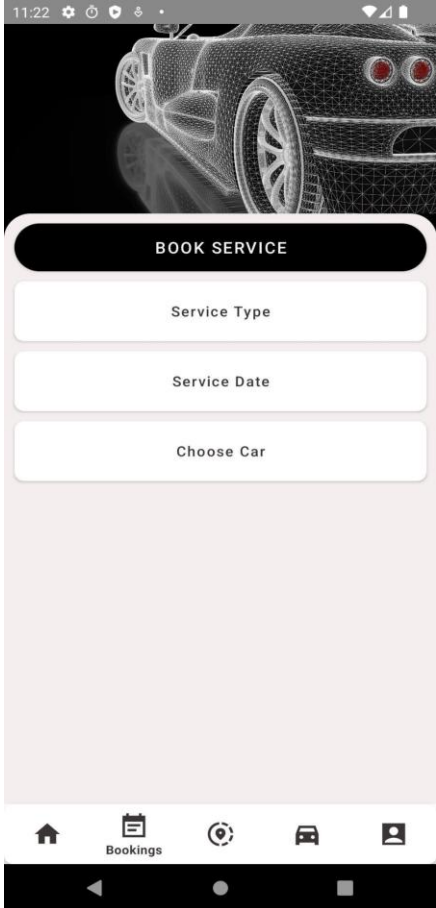 11:22
BOOK SERVICE
Service Type
Service Date
Choose Car
Bookings